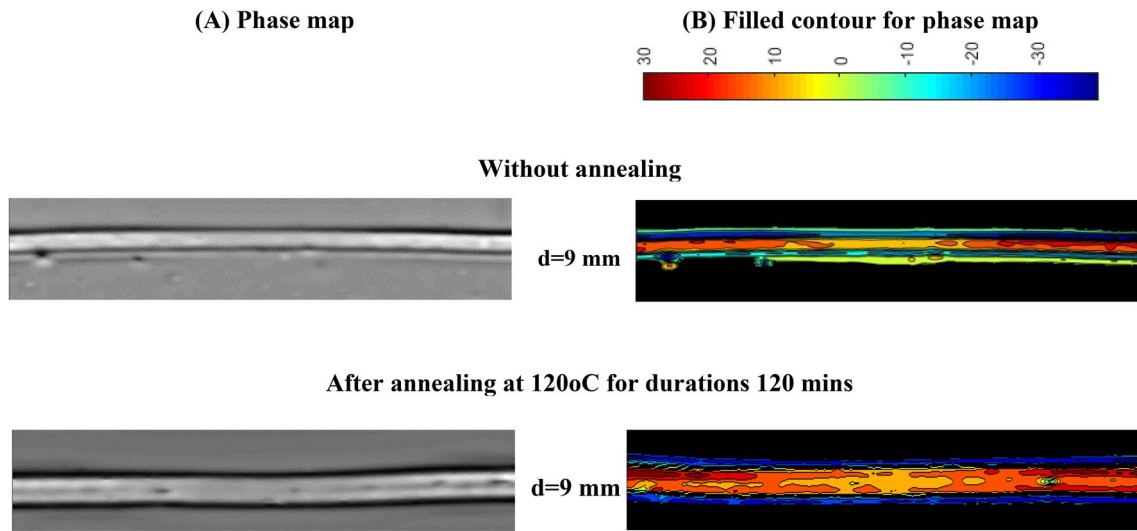 (A) Phase map
(B) Filled contour for phase map
30 20 10 0 -10 -20 -30
Without annealing
d=9 mm
After annealing at 120oC for durations 120 mins
d=9 mm